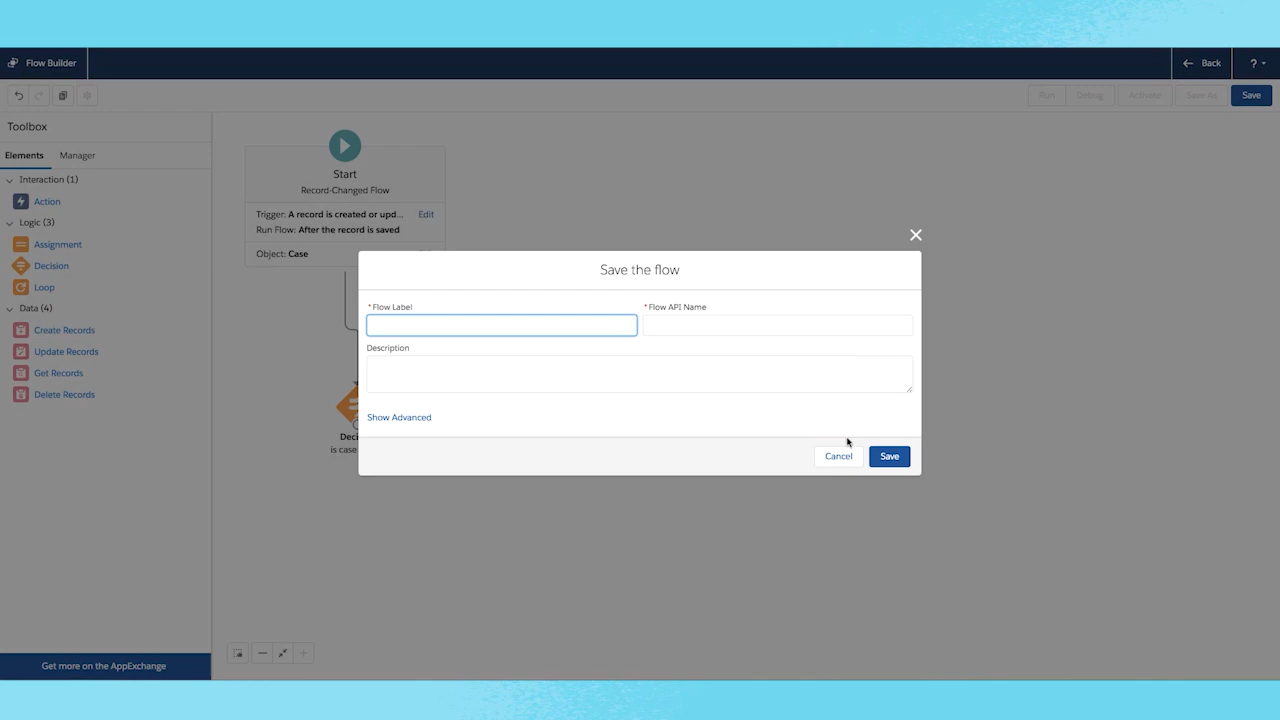 Flow Builder
Back
?
Run
Debug
Activate
Save As
Save
Toolbox
Elements
Manager
Interaction (1)
Action
Logic (3)
Assignment
Decision
Loop
Data (4)
Create Records
Update Records
Get Records
Delete Records
Get more on the AppExchange
Start
Record-Changed Flow
Trigger: A record is created or upd...
Edit
Run Flow: After the record is saved
Object: Case
Deci
is case
Save the flow
* Flow Label
* Flow API Name
Description
Show Advanced
Cancel
Save